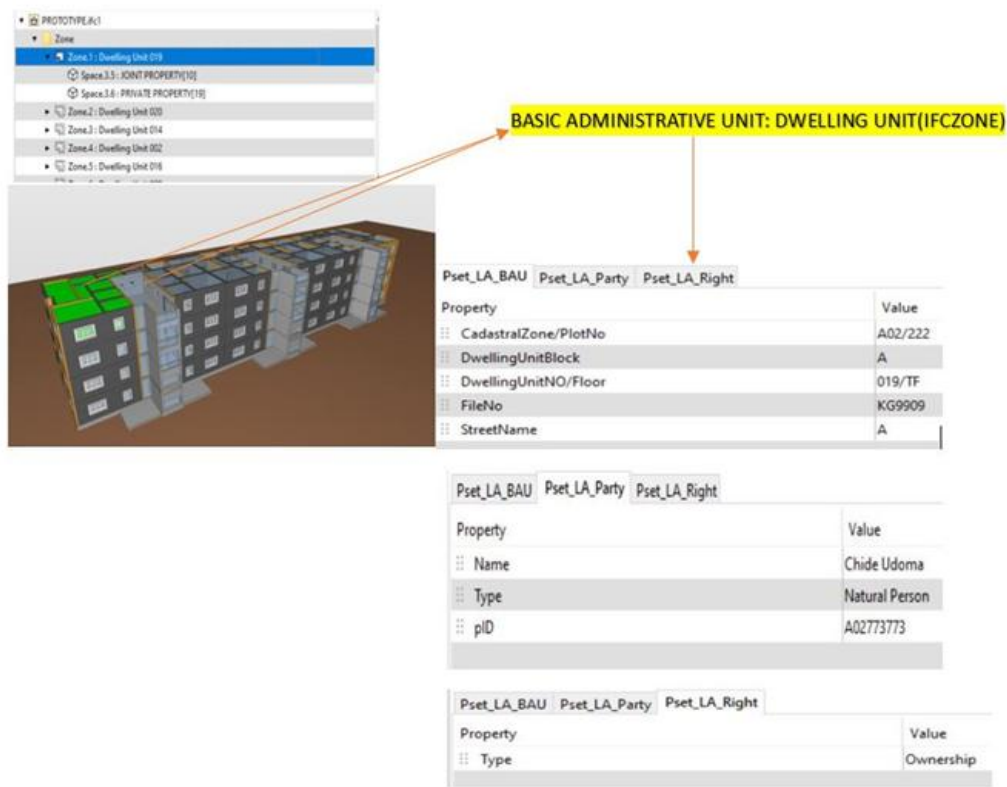 PROTOTYPE.ifc1
Zone
Zone.1 : Dwelling Unit 019
Space.3.5 : JOINT PROPERTY[10]
Space.3.6 : PRIVATE PROPERTY[19]
Zone.2 : Dwelling Unit 020
Zone.3 : Dwelling Unit 014
Zone.4 : Dwelling Unit 002
Zone.5 : Dwelling Unit 016
BASIC ADMINISTRATIVE UNIT: DWELLING UNIT(IFCZONE)
Pset_LA_BAU Pset_LA_Party Pset_LA_Right
Property Value
CadastralZone/PlotNo A02/222
DwellingUnitBlock A
DwellingUnitNO/Floor 019/TF
FileNo KG9909
StreetName A
Pset_LA_BAU Pset_LA_Party Pset_LA_Right
Property Value
Name Chide Udoma
Type Natural Person
pID A02773773
Pset_LA_BAU Pset_LA_Party Pset_LA_Right
Property Value
Type Ownership